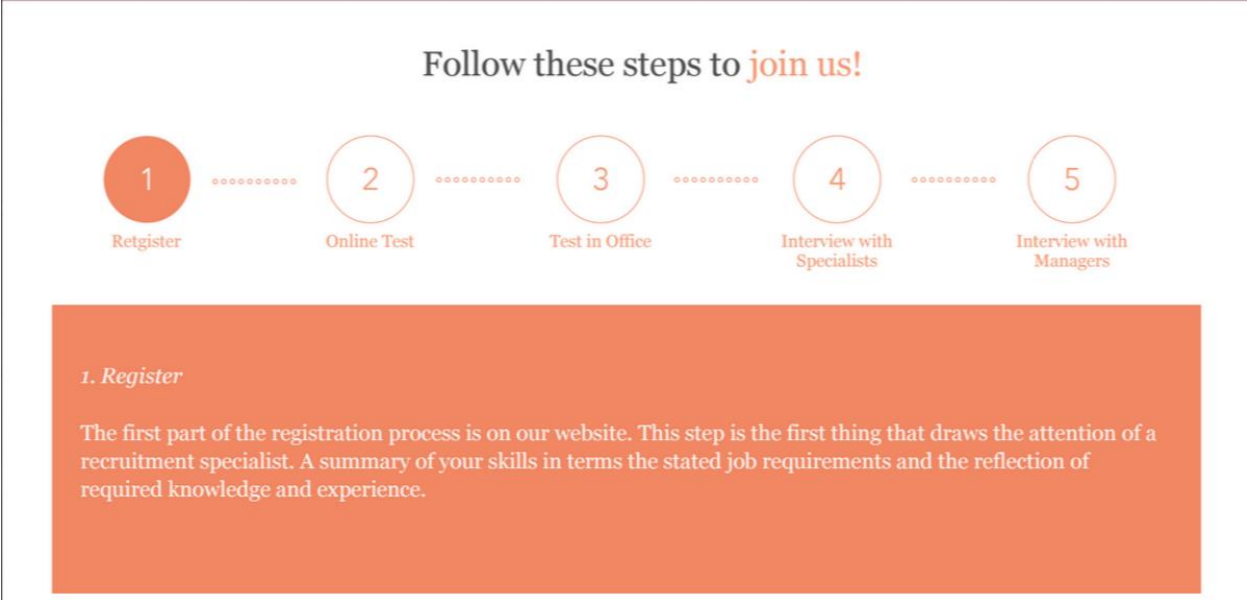 Follow these steps to join us!
1
2
3
4
5
Retgister
Online Test
Test in Office
Interview with
Specialists
Interview with
Managers
1. Register
The first part of the registration process is on our website. This step is the first thing that draws the attention of a
recruitment specialist. A summary of your skills in terms the stated job requirements and the reflection of
required knowledge and experience.